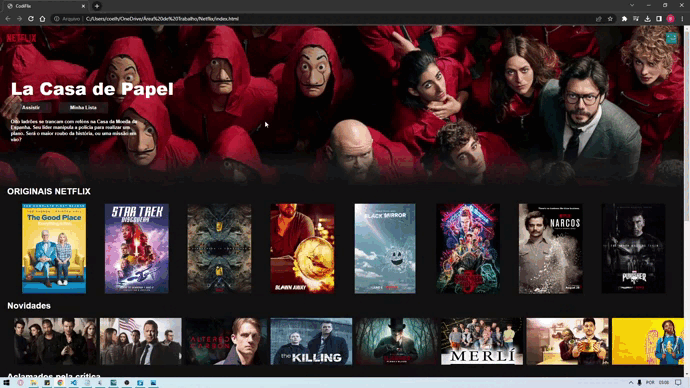 CodiFlix
Arquivo C:/Users/coelh/OneDrive/Área%20de%20Trabalho/Netflix/index.html
NETFLIX
La Casa de Papel
Assistir Minha Lista
Oito ladrões se trancam com reféns na Casa da Moeda da
Espanha. Seu líder manipula a polícia para realizar um
plano. Será o maior roubo da história, ou uma missão em
vão?
ORIGINAIS NETFLIX
The Good Place
STAR TREK
DISCOVERY
BLOWN AWAY
BLACK MIRROR
NARCOS
PUNISHER
Novidades
ALTERED
CARBON
the KILLING
MERLÍ
Aclamados pela crítica
POR